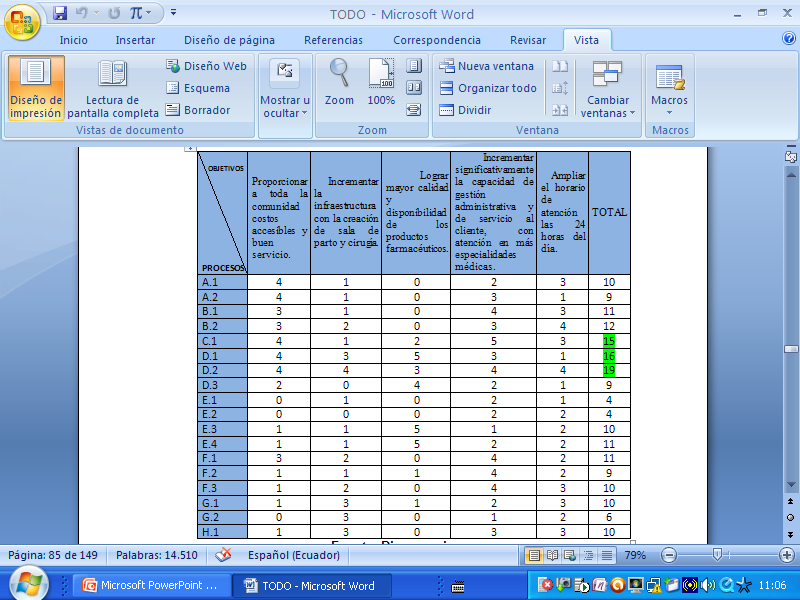 TODO - Microsoft Word
Inicio Insertar Diseño de página Referencias Correspondencia Revisar Vista
Diseño de impresión
Lectura de pantalla completa
Diseño Web
Esquema
Borrador
Vistas de documento
Mostrar u ocultar
Zoom
100%
Zoom
Nueva ventana
Organizar todo
Dividir
Cambiar ventanas
Ventana
Macros
Macros
OBJETIVOS
PROCESOS
Proporcionar
a toda la
comunidad
costos
accesibles y
buen
servicio.
Incrementar
la
infraestructura
con la creación
de sala de
parto y cirugía.
Lograr
mayor calidad
y
disponibilidad
de los
productos
farmacéuticos.
Incrementar
significativamente
la capacidad de
gestión
administrativa y
de servicio al
cliente, con
atención en más
especialidades
médicas.
Ampliar
el horario
de
atención
las 24
horas del
día.
TOTAL
A.1 4 1 0 2 3 10
A.2 4 1 0 3 1 9
B.1 3 1 0 4 3 11
B.2 3 2 0 3 4 12
C.1 4 1 2 5 3 15
D.1 4 3 5 3 1 16
D.2 4 4 3 4 4 19
D.3 2 0 4 2 1 9
E.1 0 1 0 2 1 4
E.2 0 0 0 2 2 4
E.3 1 1 5 1 2 10
E.4 1 1 5 2 2 11
F.1 3 2 0 4 2 11
F.2 1 1 1 4 2 9
F.3 1 2 0 4 3 10
G.1 1 3 1 2 3 10
G.2 0 3 0 1 2 6
H.1 1 3 0 3 3 10
Página: 85 de 149 Palabras: 14.510 Español (Ecuador) 79%
Microsoft PowerPoint ... TODO - Microsoft Word 11:06